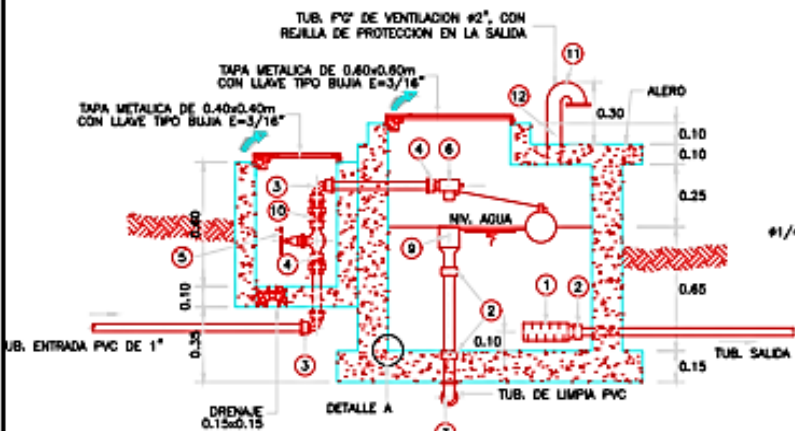 TUB. F'G' DE VENTILACION ø2", CON
REJILLA DE PROTECCION EN LA SALIDA
11
TAPA METALICA DE 0.60x0.60m
CON LLAVE TIPO BUJIA E=3/16"
ALERO
12
0.30
TAPA METALICA DE 0.40x0.40m
CON LLAVE TIPO BUJIA E=3/16"
0.10
0.10
4
6
3
0.25
10
NIV. AGUA
5
9
4
0.10
0.65
1
2
2
0.10
UB. ENTRADA PVC DE 1"
0.35
3
TUB. SALIDA
0.15
TUB. DE LIMPIA PVC
DRENAJE
0.15x0.15
DETALLE A